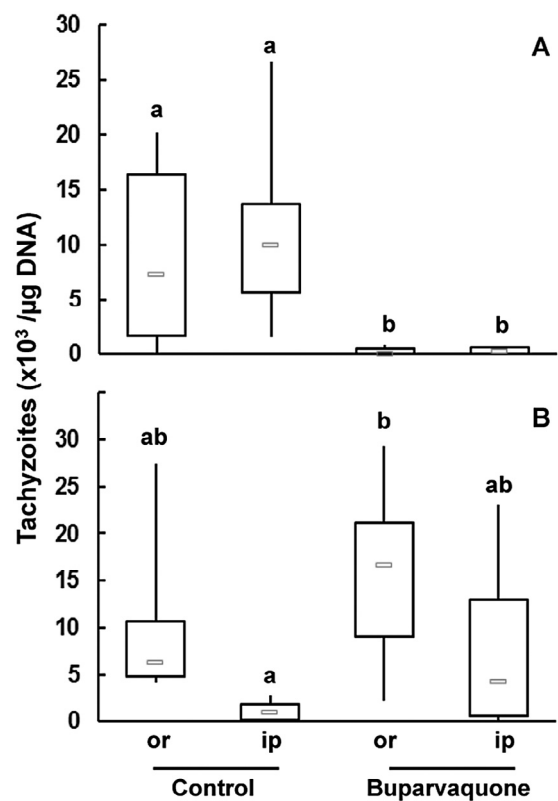 Tachyzoites (x10³ /µg DNA)
A
30
25
20
15
10
5
0
a
a
b
b
B
30
25
20
15
10
5
0
ab
a
b
ab
or ip or ip
Control Buparvaquone